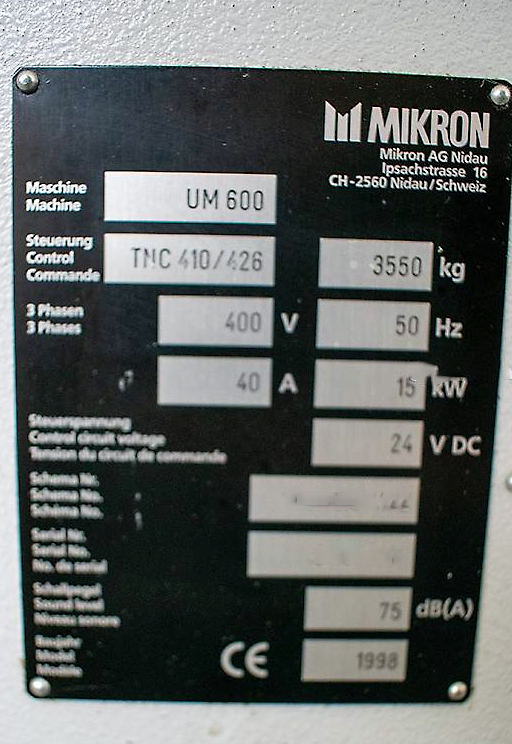 MIKRON
Mikron AG Nidau
Ipsachstrasse 16
CH-2560 Nidau/Schweiz
Maschine
Machine
UM 600
Steuerung
Control
Commande
TNC 410/426
3550 kg
3 Phasen
3 Phases
400 V
50 Hz
40 A
15 kW
Steuerspannung
Control circuit voltage
Tension du circuit de commande
24 V DC
Schema Nr.
Schema No.
Schéma No.
Serial Nr.
Serial No.
No. de serial
Schallpegel
Sound level
Niveau sonore
75 dB(A)
Baujahr
Model
Modèle
CE
1998